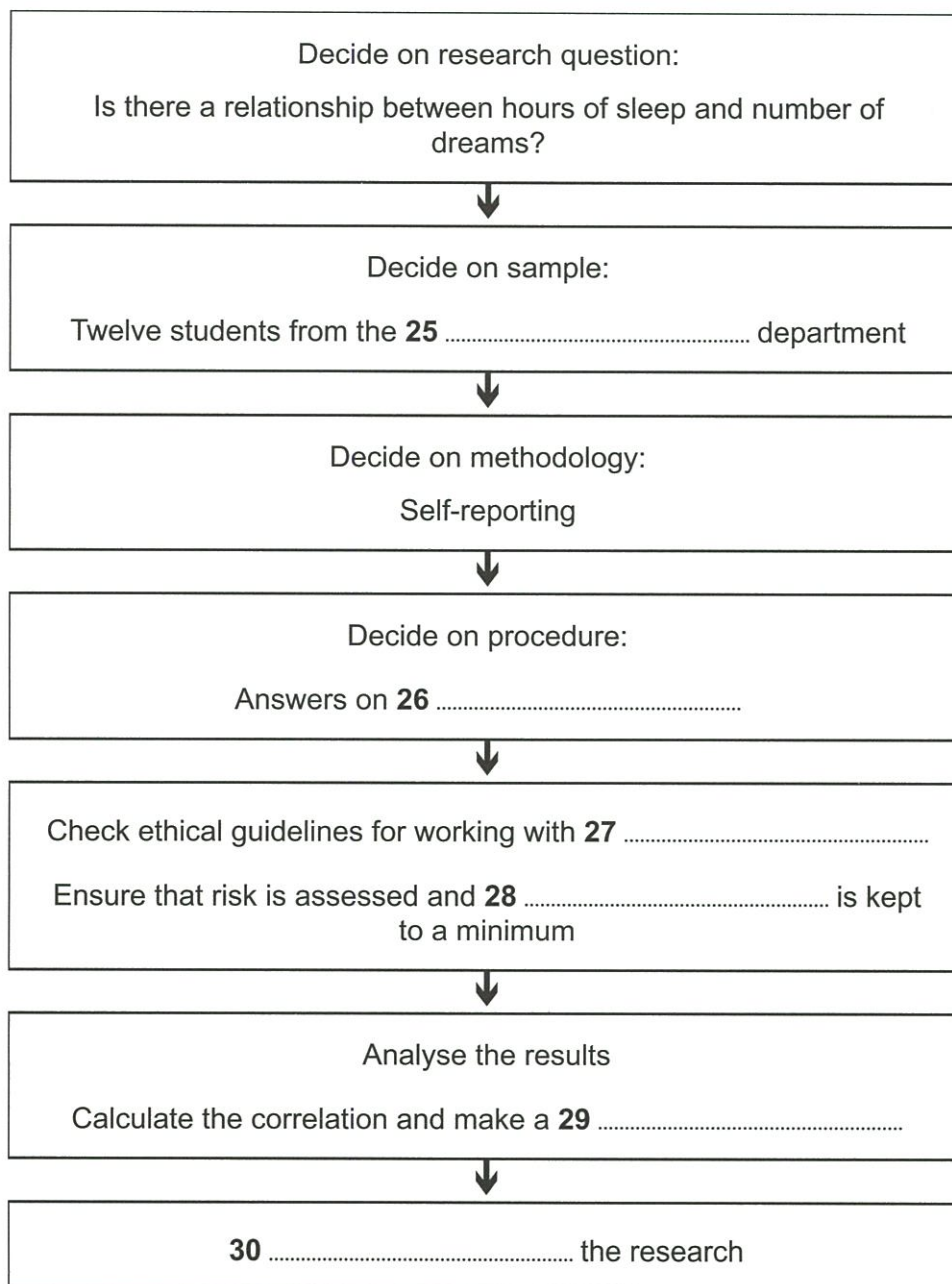 Decide on research question:
Is there a relationship between hours of sleep and number of
dreams?
Decide on sample:
Twelve students from the 25 .................................................. department
Decide on methodology:
Self-reporting
Decide on procedure:
Answers on 26 ..................................................
Check ethical guidelines for working with 27 ..................................................
Ensure that risk is assessed and 28 .................................................. is kept
to a minimum
Analyse the results
Calculate the correlation and make a 29 ..................................................
30 .................................................. the research